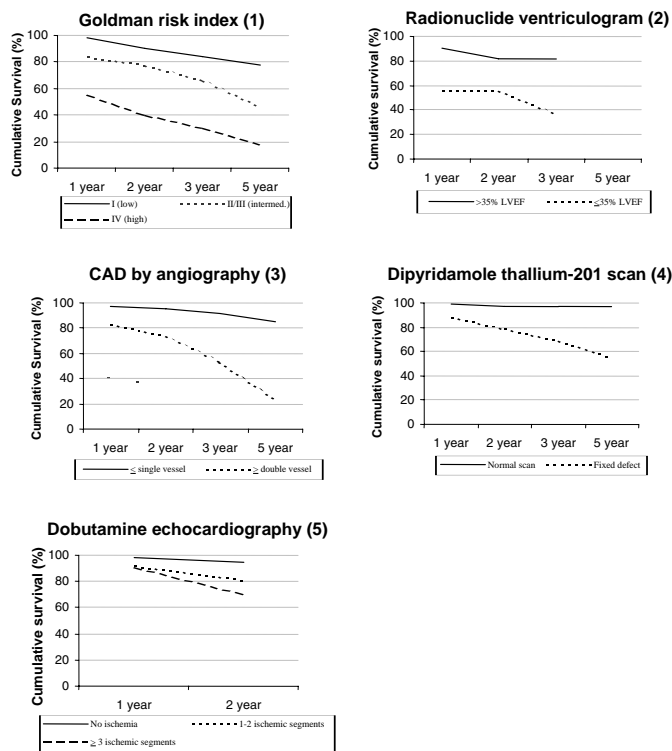 Goldman risk index (1)
Cumulative Survival (%)
100
80
60
40
20
0
1 year 2 year 3 year 5 year
I (low) II/III (intermed.)
IV (high)
Radionuclide ventriculogram (2)
Cumulative Survival (%)
100
80
60
40
20
0
1 year 2 year 3 year 5 year
>35% LVEF ≤35% LVEF
CAD by angiography (3)
Cumulative Survival (%)
100
80
60
40
20
0
1 year 2 year 3 year 5 year
≤ single vessel ≥ double vessel
Dipyridamole thallium-201 scan (4)
Cumulative Survival (%)
100
80
60
40
20
0
1 year 2 year 3 year 5 year
Normal scan Fixed defect
Dobutamine echocardiography (5)
Cumulative survival (%)
100
80
60
40
20
0
1 year 2 year
No ischemia 1-2 ischemic segments
≥ 3 ischemic segments